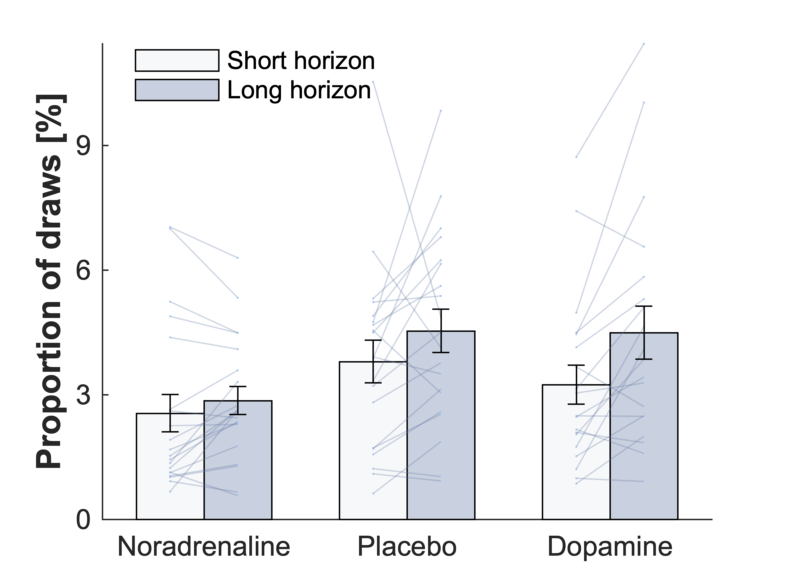 Short horizon
Long horizon
Proportion of draws [%]
9
6
3
0
Noradrenaline
Placebo
Dopamine